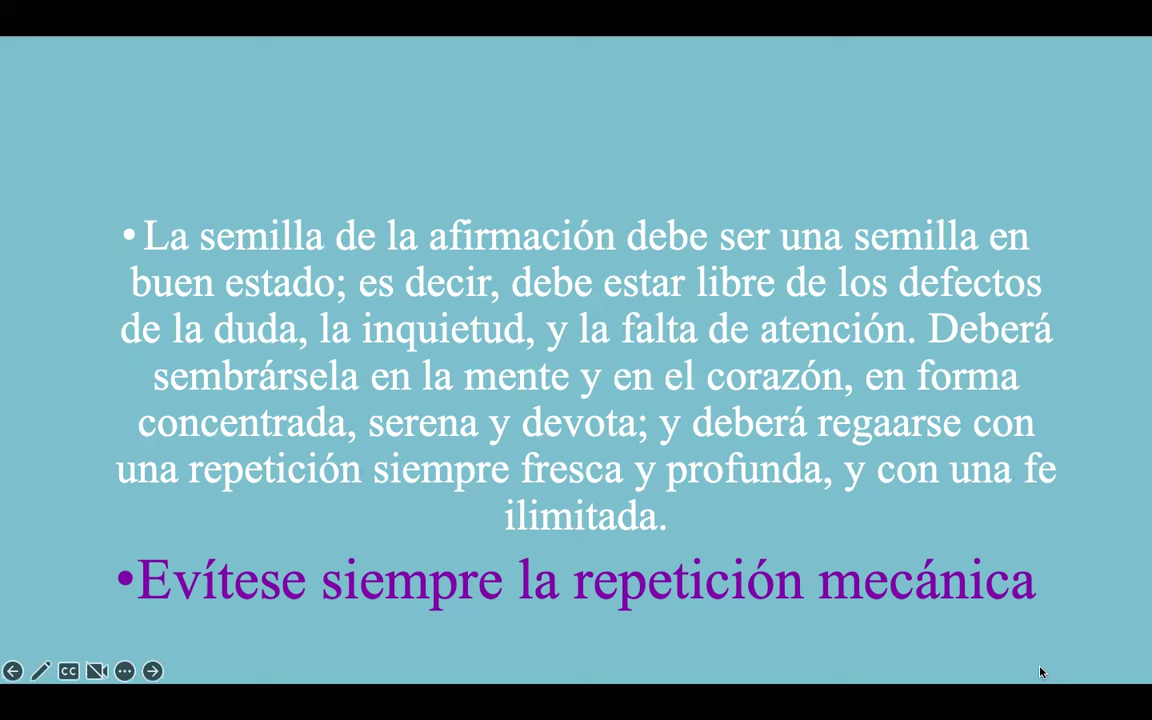 • La semilla de la afirmación debe ser una semilla en
buen estado; es decir, debe estar libre de los defectos
de la duda, la inquietud, y la falta de atención. Deberá
sembrársela en la mente y en el corazón, en forma
concentrada, serena y devota; y deberá regaarse con
una repetición siempre fresca y profunda, y con una fe
ilimitada.
•Evítese siempre la repetición mecánica
CC